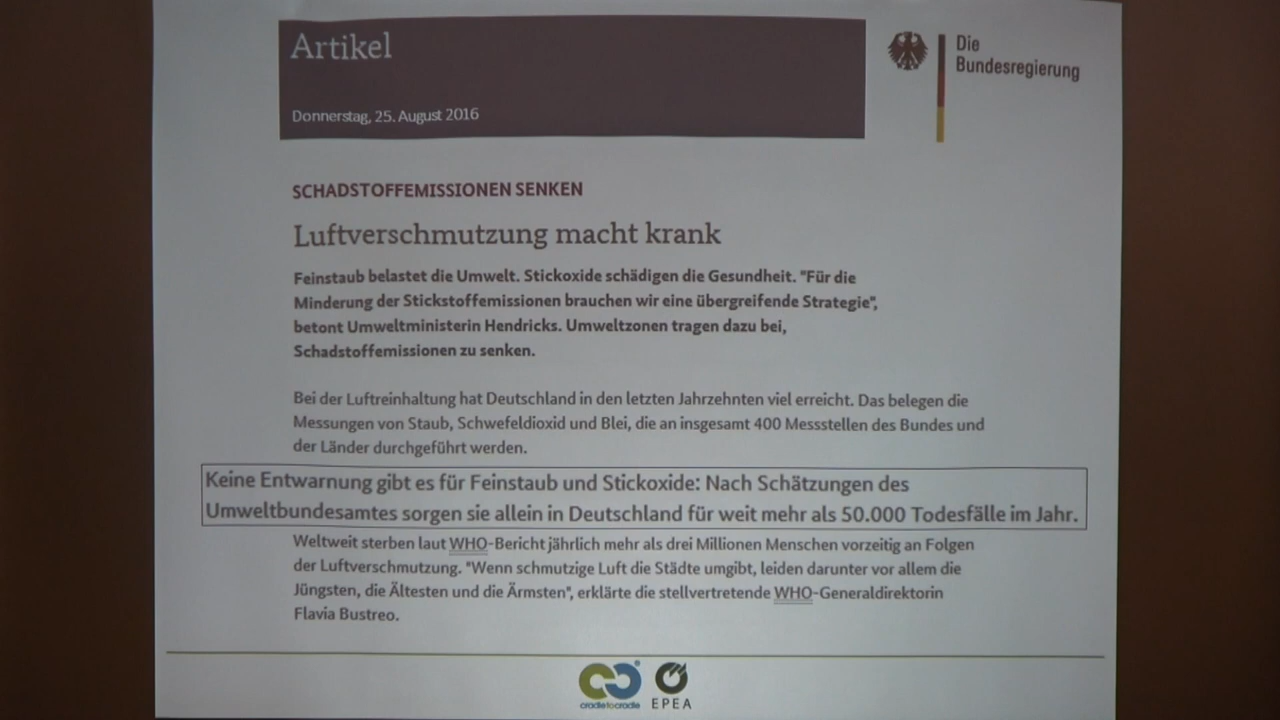 Artikel
Donnerstag, 25. August 2016
Die
Bundesregierung
SCHADSTOFFEMISSIONEN SENKEN
Luftverschmutzung macht krank
Feinstaub belastet die Umwelt. Stickoxide schädigen die Gesundheit. "Für die
Minderung der Stickstoffemissionen brauchen wir eine übergreifende Strategie",
betont Umweltministerin Hendricks. Umweltzonen tragen dazu bei,
Schadstoffemissionen zu senken.
Bei der Luftreinhaltung hat Deutschland in den letzten Jahrzehnten viel erreicht. Das belegen die
Messungen von Staub, Schwefeldioxid und Blei, die an insgesamt 400 Messstellen des Bundes und
der Länder durchgeführt werden.
Keine Entwarnung gibt es für Feinstaub und Stickoxide: Nach Schätzungen des
Umweltbundesamtes sorgen sie allein in Deutschland für weit mehr als 50.000 Todesfälle im Jahr.
Weltweit sterben laut WHO-Bericht jährlich mehr als drei Millionen Menschen vorzeitig an Folgen
der Luftverschmutzung. "Wenn schmutzige Luft die Städte umgibt, leiden darunter vor allem die
Jüngsten, die Ältesten und die Ärmsten", erklärte die stellvertretende WHO-Generaldirektorin
Flavia Bustreo.
cradletocradle
EPEA